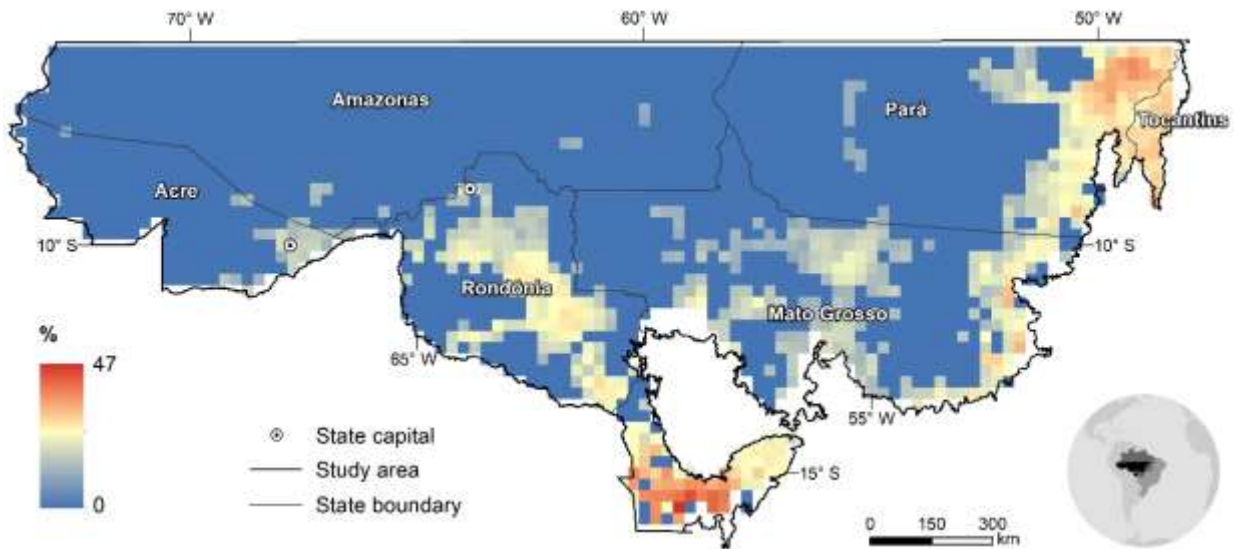 70° W 60° W 50° W
Amazonas
Pará
Tocantins
Acre
10° S
10° S
Rondônia
Mato Grosso
%
47
65° W
55° W
State capital
15° S
Study area
0
State boundary
0 150 300
km